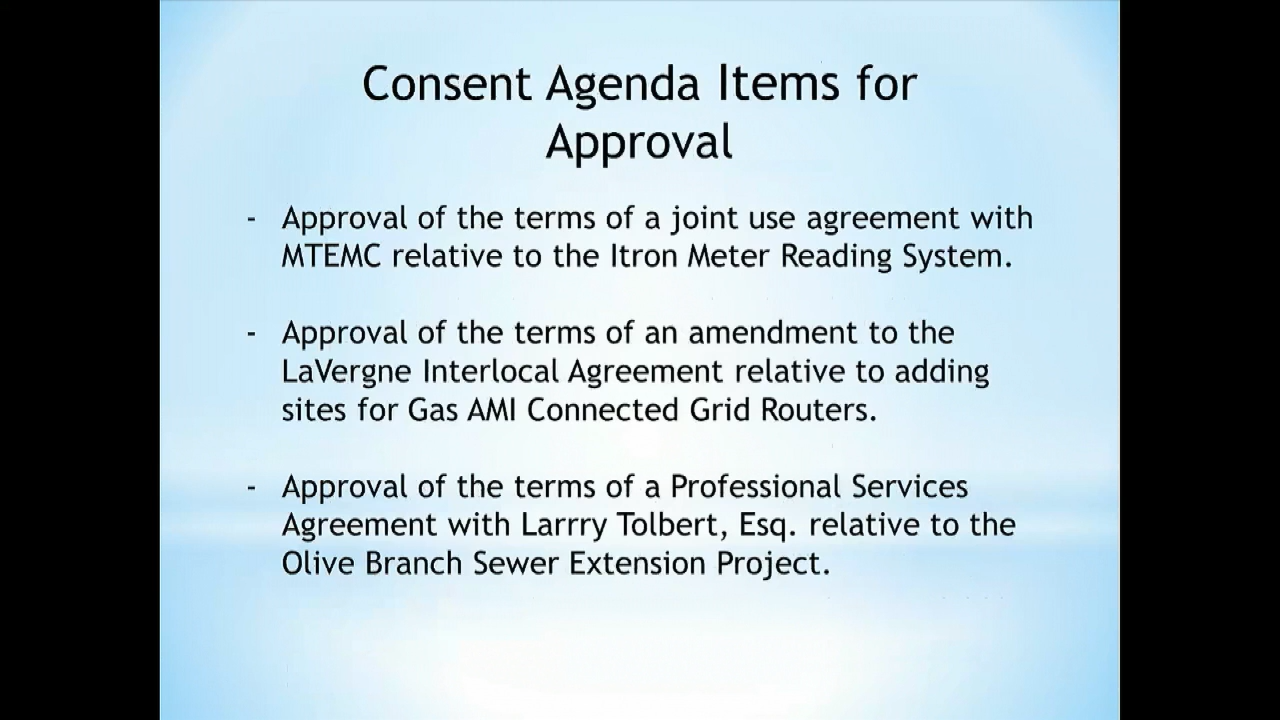 Consent Agenda Items for
Approval
- Approval of the terms of a joint use agreement with
MTEMC relative to the Itron Meter Reading System.
- Approval of the terms of an amendment to the
LaVergne Interlocal Agreement relative to adding
sites for Gas AMI Connected Grid Routers.
- Approval of the terms of a Professional Services
Agreement with Larrry Tolbert, Esq. relative to the
Olive Branch Sewer Extension Project.